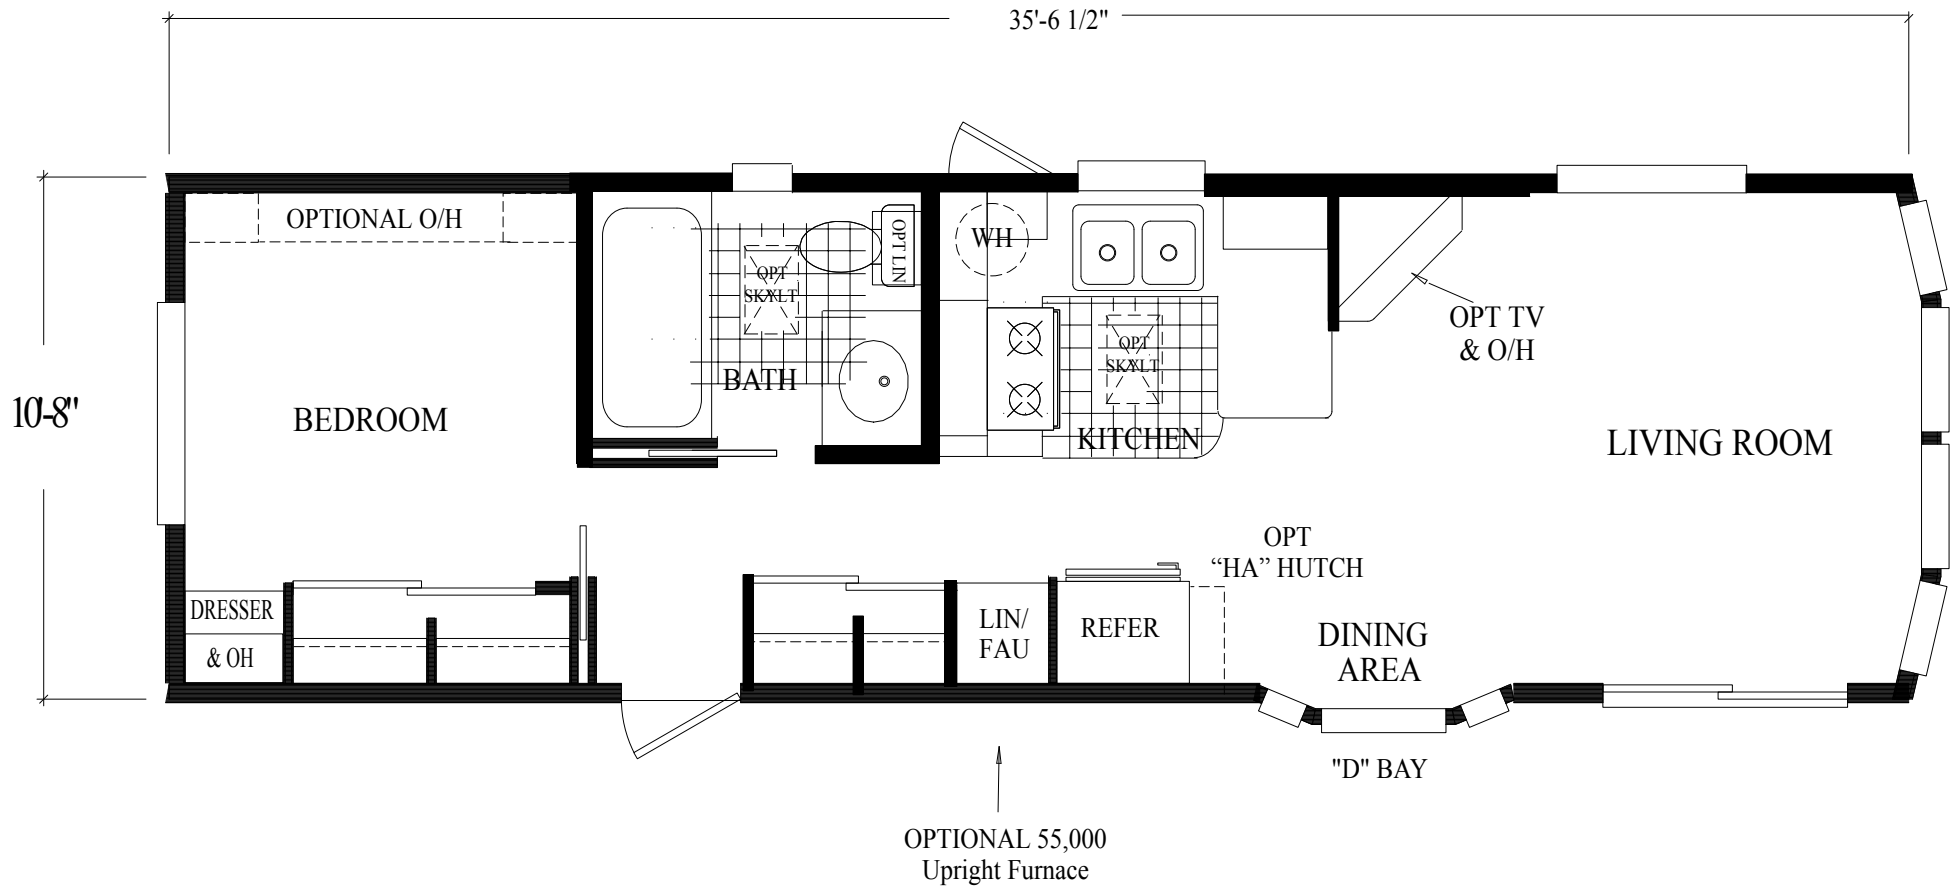 35'-6 1/2"
OPTIONAL O/H
OPT LIN
WH
OPT
SKYLT
OPT TV
& O/H
OPT
SKYLT
BATH
10'-8"
BEDROOM
KITCHEN
LIVING ROOM
OPT
“HA” HUTCH
DRESSER
& OH
LIN/
FAU
REFER
DINING
AREA
"D" BAY
OPTIONAL 55,000
Upright Furnace